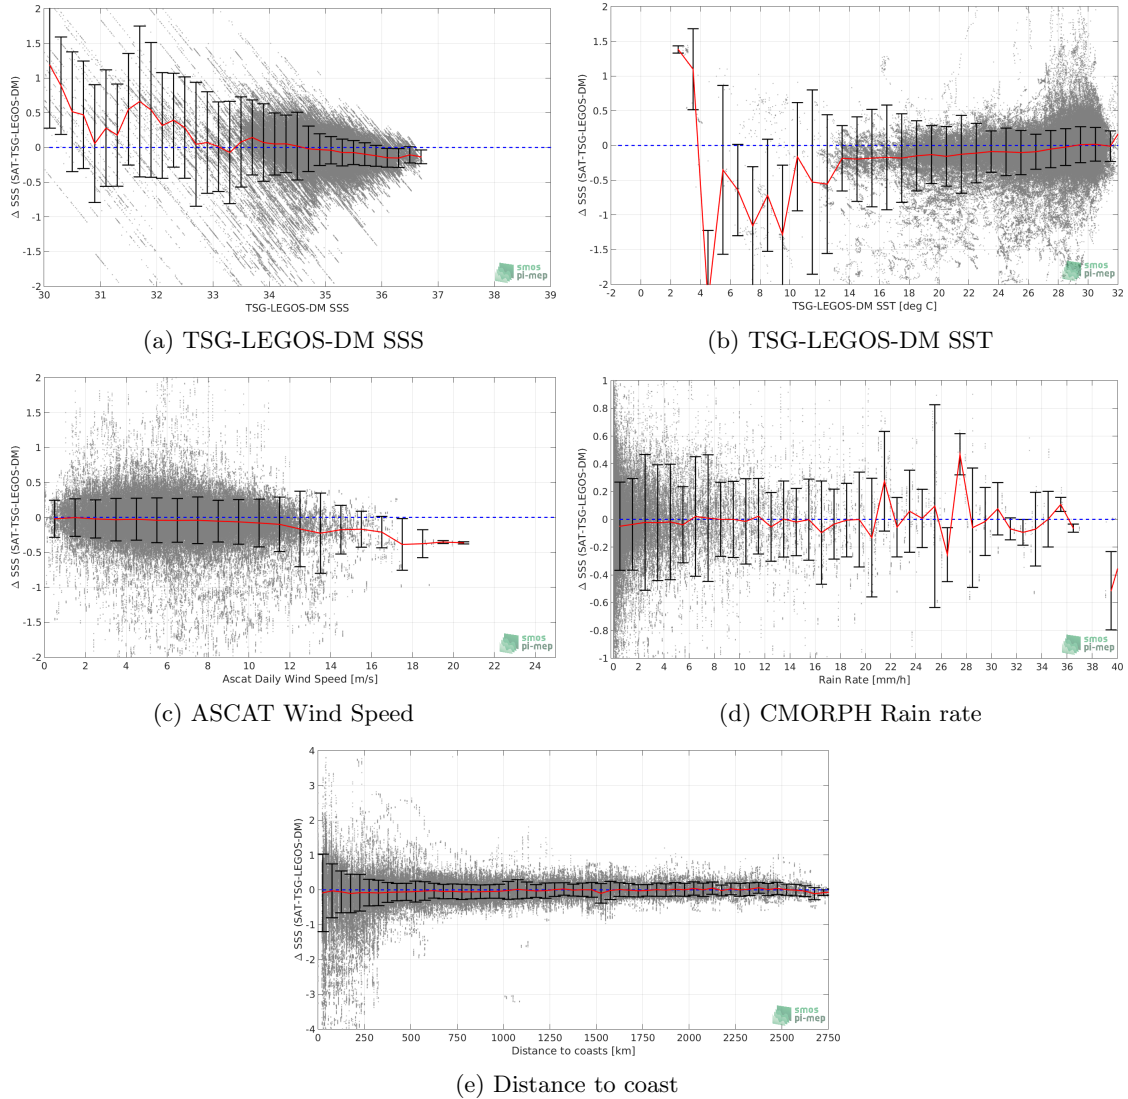 Δ SSS (SAT-TSG-LEGOS-DM)
2
1.5
1
0.5
0
-0.5
-1
-1.5
-2
30 31 32 33 34 35 36 37 38 39
TSG-LEGOS-DM SSS
smos
pi-mep
(a) TSG-LEGOS-DM SSS
Δ SSS (SAT-TSG-LEGOS-DM)
2
1.5
1
0.5
0
-0.5
-1
-1.5
-2
-2 0 2 4 6 8 10 12 14 16 18 20 22 24 26 28 30 32
TSG-LEGOS-DM SST [deg C]
smos
pi-mep
(b) TSG-LEGOS-DM SST
Δ SSS (SAT-TSG-LEGOS-DM)
2
1.5
1
0.5
0
-0.5
-1
-1.5
-2
0 2 4 6 8 10 12 14 16 18 20 22 24
Ascat Daily Wind Speed [m/s]
smos
pi-mep
(c) ASCAT Wind Speed
Δ SSS (SAT-TSG-LEGOS-DM)
1
0.8
0.6
0.4
0.2
0
-0.2
-0.4
-0.6
-0.8
-1
0 2 4 6 8 10 12 14 16 18 20 22 24 26 28 30 32 34 36 38 40
Rain Rate [mm/h]
smos
pi-mep
(d) CMORPH Rain rate
Δ SSS (SAT-TSG-LEGOS-DM)
4
3
2
1
0
-1
-2
-3
-4
0 250 500 750 1000 1250 1500 1750 2000 2250 2500 2750
Distance to coasts [km]
smos
pi-mep
(e) Distance to coast